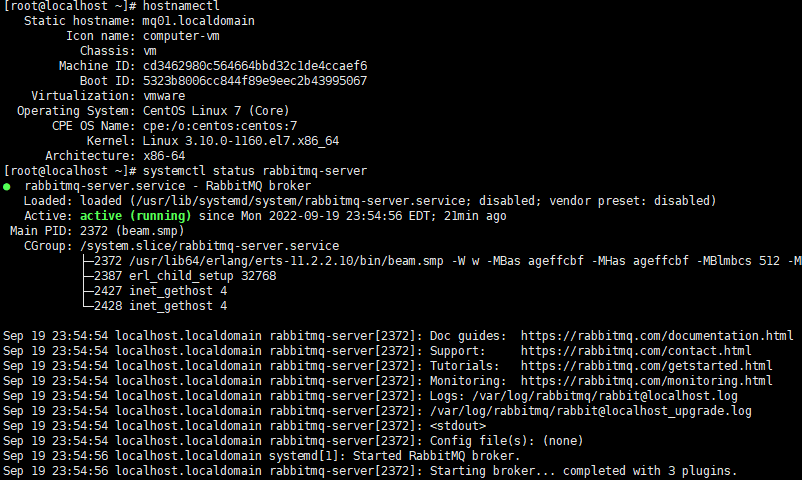 [root@localhost ~]# hostnamectl
   Static hostname: mq01.localdomain
         Icon name: computer-vm
           Chassis: vm
        Machine ID: cd3462980c564664bbd32c1de4ccaef6
           Boot ID: 5323b8006cc844f89e9eec2b43995067
    Virtualization: vmware
  Operating System: CentOS Linux 7 (Core)
       CPE OS Name: cpe:/o:centos:centos:7
            Kernel: Linux 3.10.0-1160.el7.x86_64
      Architecture: x86-64
[root@localhost ~]# systemctl status rabbitmq-server
● rabbitmq-server.service - RabbitMQ broker
   Loaded: loaded (/usr/lib/systemd/system/rabbitmq-server.service; disabled; vendor preset: disabled)
   Active: active (running) since Mon 2022-09-19 23:54:56 EDT; 21min ago
 Main PID: 2372 (beam.smp)
   CGroup: /system.slice/rabbitmq-server.service
           ├─2372 /usr/lib64/erlang/erts-11.2.2.10/bin/beam.smp -W w -MBas ageffcbf -MHas ageffcbf -MBlmbcs 512 -M
           ├─2387 erl_child_setup 32768
           ├─2427 inet_gethost 4
           └─2428 inet_gethost 4

Sep 19 23:54:54 localhost.localdomain rabbitmq-server[2372]: Doc guides:  https://rabbitmq.com/documentation.html
Sep 19 23:54:54 localhost.localdomain rabbitmq-server[2372]: Support:     https://rabbitmq.com/contact.html
Sep 19 23:54:54 localhost.localdomain rabbitmq-server[2372]: Tutorials:   https://rabbitmq.com/getstarted.html
Sep 19 23:54:54 localhost.localdomain rabbitmq-server[2372]: Monitoring:  https://rabbitmq.com/monitoring.html
Sep 19 23:54:54 localhost.localdomain rabbitmq-server[2372]: Logs: /var/log/rabbitmq/rabbit@localhost.log
Sep 19 23:54:54 localhost.localdomain rabbitmq-server[2372]: /var/log/rabbitmq/rabbit@localhost_upgrade.log
Sep 19 23:54:54 localhost.localdomain rabbitmq-server[2372]: <stdout>
Sep 19 23:54:54 localhost.localdomain rabbitmq-server[2372]: Config file(s): (none)
Sep 19 23:54:56 localhost.localdomain systemd[1]: Started RabbitMQ broker.
Sep 19 23:54:56 localhost.localdomain rabbitmq-server[2372]: Starting broker... completed with 3 plugins.